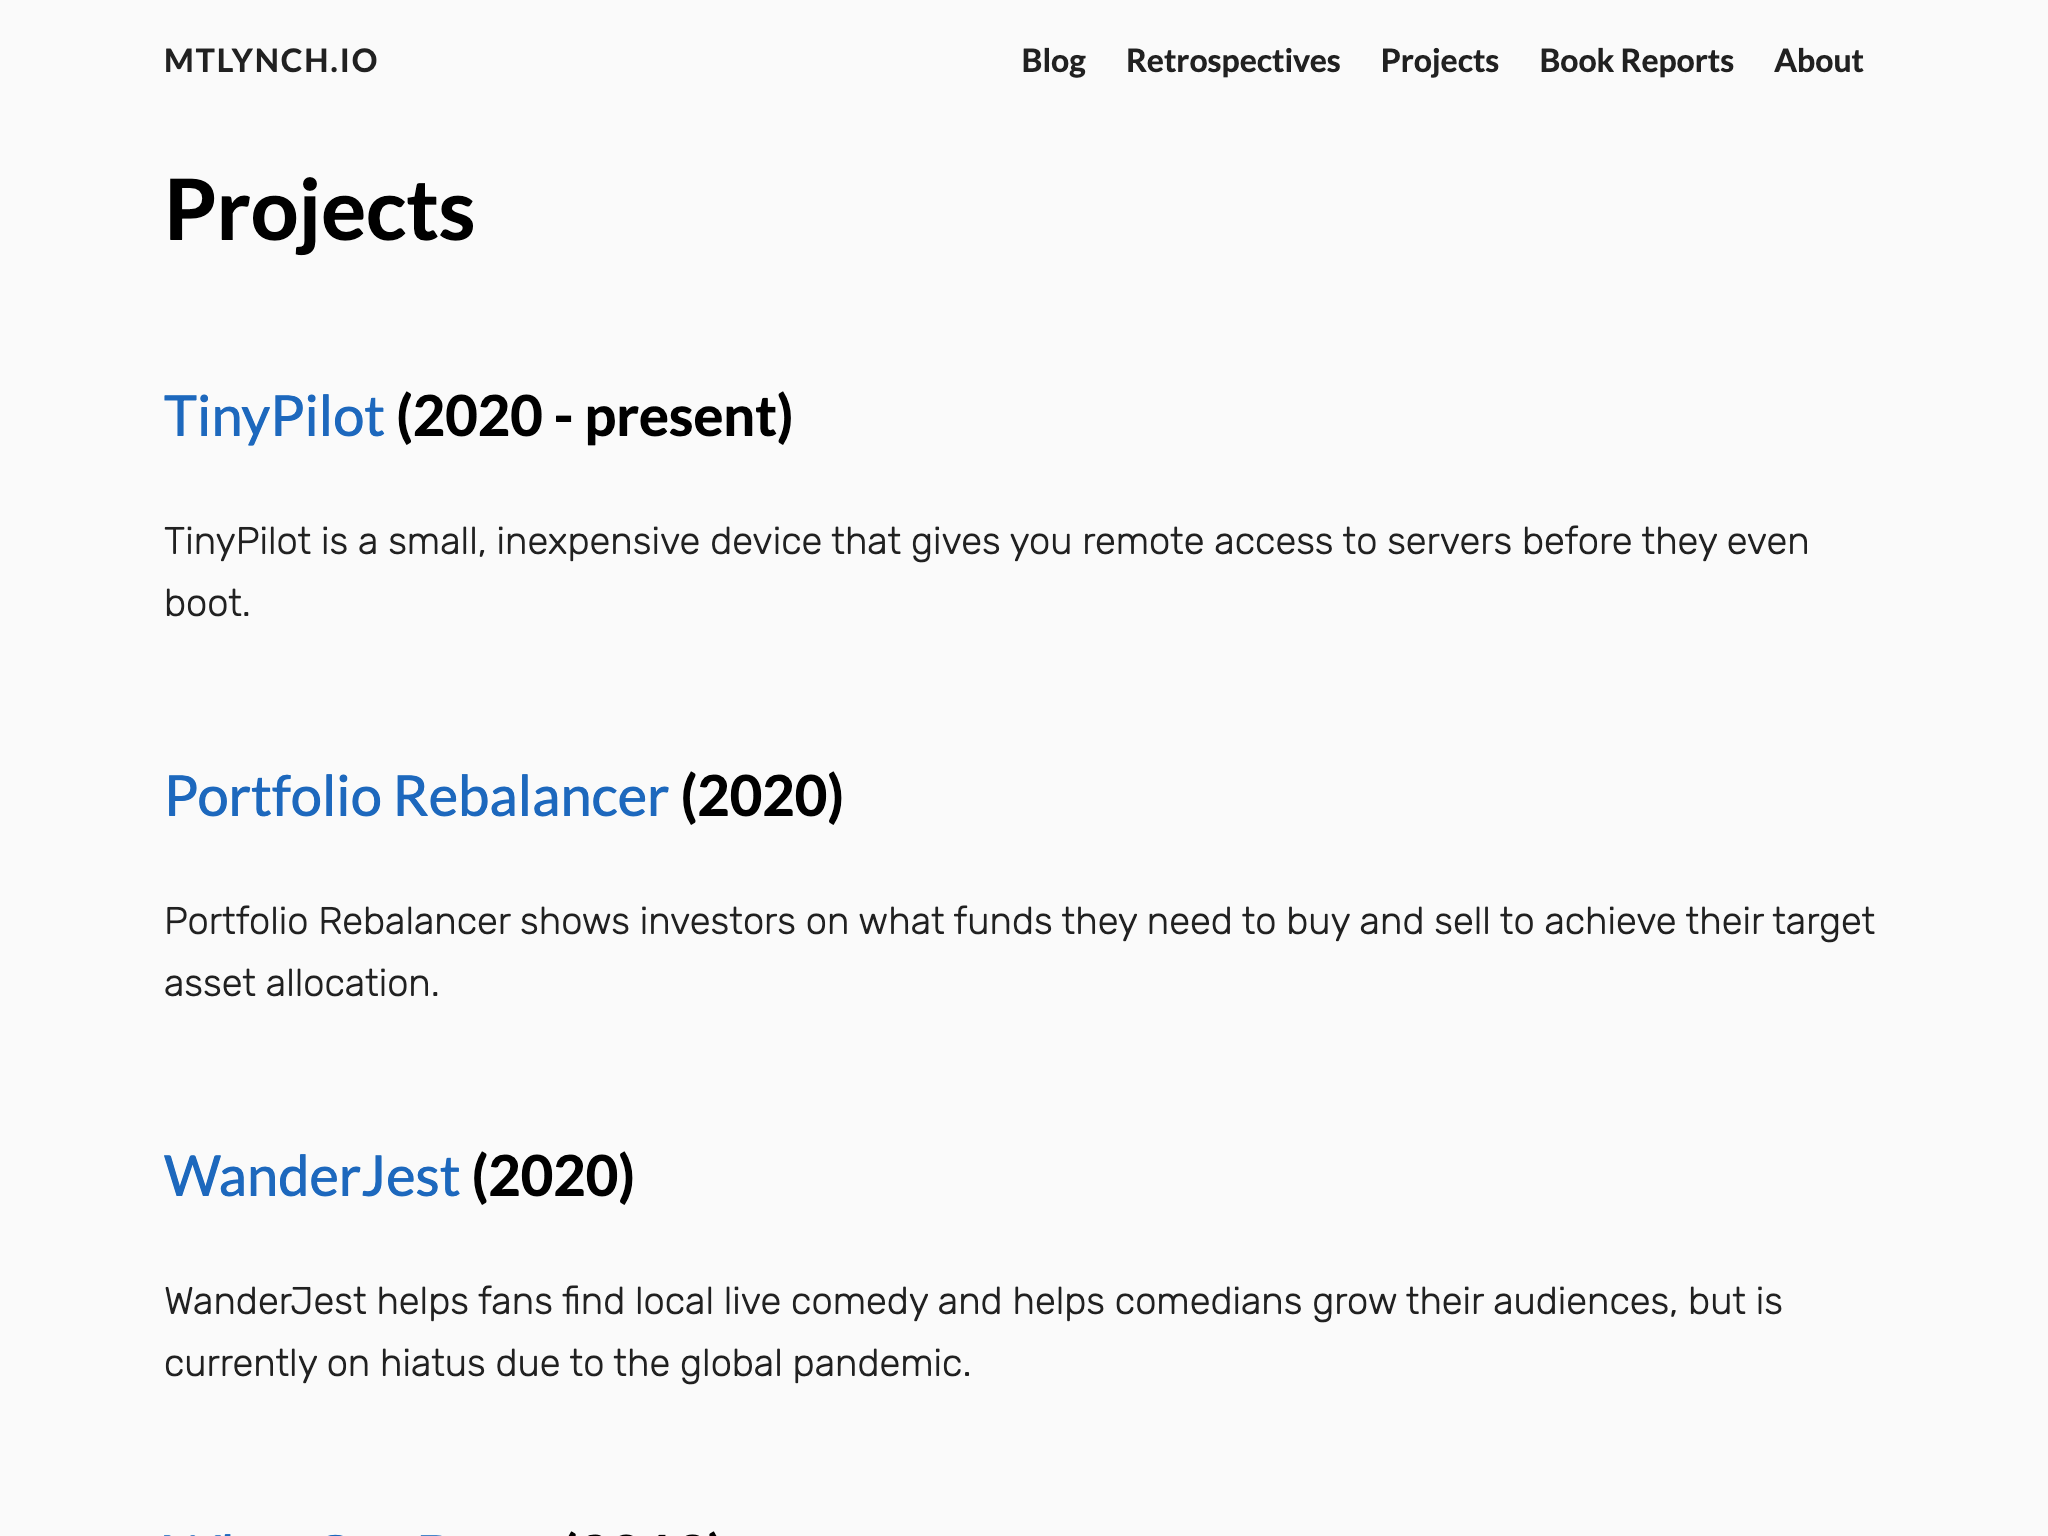 MTLYNCH.IO
Blog Retrospectives Projects Book Reports About
Projects
TinyPilot (2020 - present)
TinyPilot is a small, inexpensive device that gives you remote access to servers before they even
boot.
Portfolio Rebalancer (2020)
Portfolio Rebalancer shows investors on what funds they need to buy and sell to achieve their target
asset allocation.
WanderJest (2020)
WanderJest helps fans find local live comedy and helps comedians grow their audiences, but is
currently on hiatus due to the global pandemic.